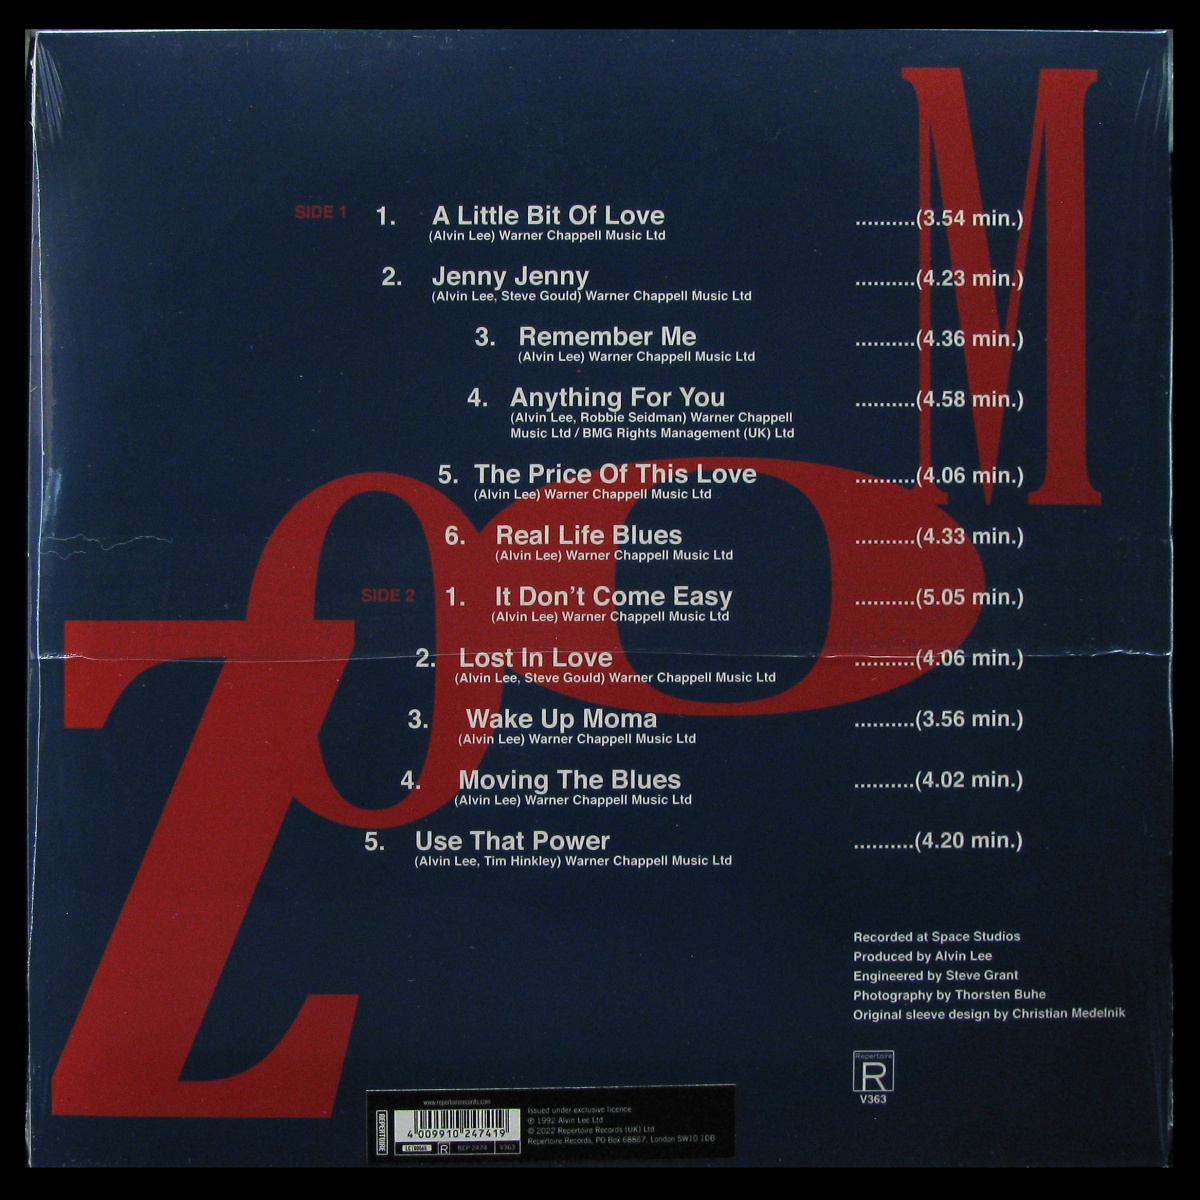 ZOOM
SIDE 1 1. A Little Bit Of Love ..........(3.54 min.)
(Alvin Lee) Warner Chappell Music Ltd
2. Jenny Jenny ..........(4.23 min.)
(Alvin Lee, Steve Gould) Warner Chappell Music Ltd
3. Remember Me ..........(4.36 min.)
(Alvin Lee) Warner Chappell Music Ltd
4. Anything For You ..........(4.58 min.)
(Alvin Lee, Robbie Seidman) Warner Chappell
Music Ltd / BMG Rights Management (UK) Ltd
5. The Price Of This Love ..........(4.06 min.)
(Alvin Lee) Warner Chappell Music Ltd
6. Real Life Blues ..........(4.33 min.)
(Alvin Lee) Warner Chappell Music Ltd
SIDE 2 1. It Don't Come Easy ..........(5.05 min.)
(Alvin Lee) Warner Chappell Music Ltd
2. Lost In Love ..........(4.06 min.)
(Alvin Lee, Steve Gould) Warner Chappell Music Ltd
3. Wake Up Moma ..........(3.56 min.)
(Alvin Lee) Warner Chappell Music Ltd
4. Moving The Blues ..........(4.02 min.)
(Alvin Lee) Warner Chappell Music Ltd
5. Use That Power ..........(4.20 min.)
(Alvin Lee, Tim Hinkley) Warner Chappell Music Ltd
Recorded at Space Studios
Produced by Alvin Lee
Engineered by Steve Grant
Photography by Thorsten Buhe
Original sleeve design by Christian Medelnik
Repertoire
R
V363
www.repertoirerecords.com
REPERTOIRE
4 009910 247419
R REP 2474 V363
Issued under exclusive licence
℗ 1992 Alvin Lee Ltd
© 2022 Repertoire Records (UK) Ltd
Repertoire Records, PO Box 68867, London SW10 1DB